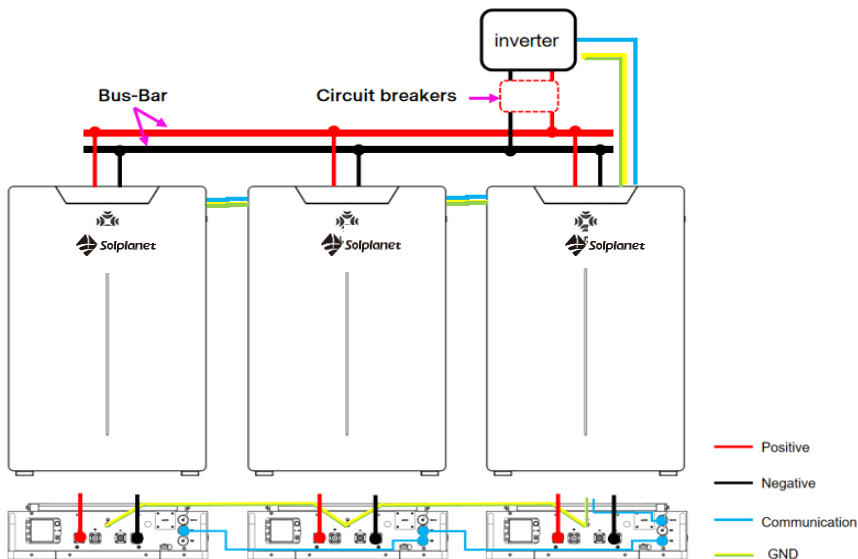 inverter
Bus-Bar
Circuit breakers
Solplanet
Solplanet
Solplanet
Positive
Negative
Communication
GND